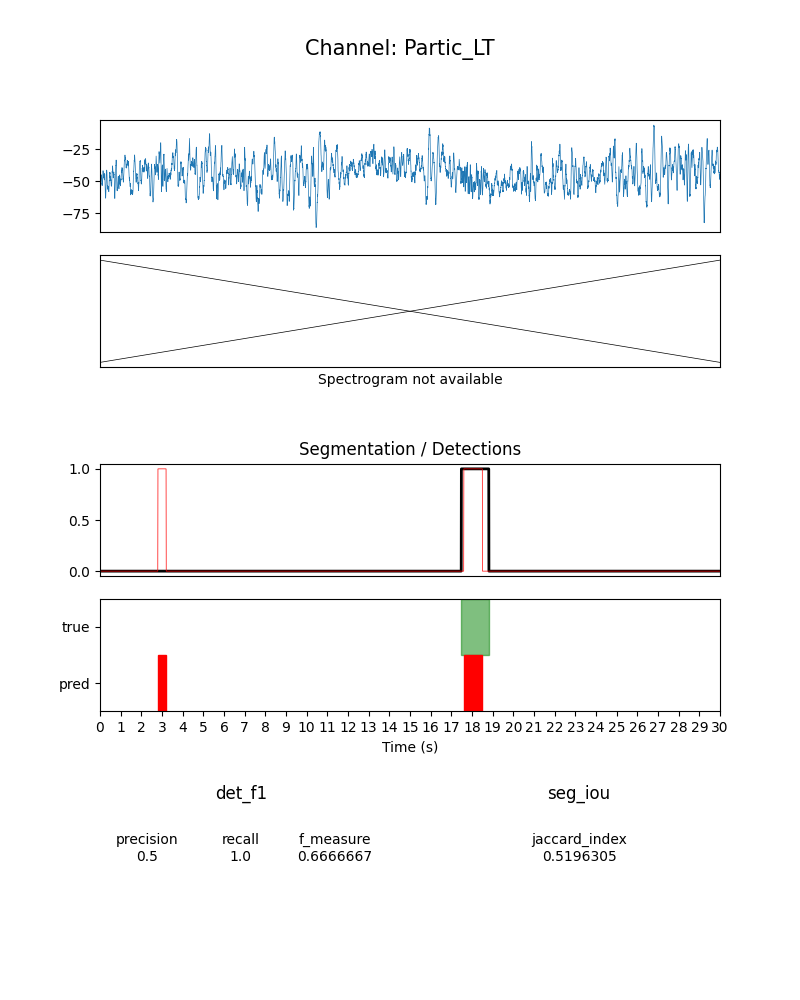 Channel: Partic_LT
−25
−50
−75
Spectrogram not available
Segmentation / Detections
1.0
0.5
0.0
true
pred
0 1 2 3 4 5 6 7 8 9 10 11 12 13 14 15 16 17 18 19 20 21 22 23 24 25 26 27 28 29 30
Time (s)
det_f1 seg_iou
precision recall f_measure jaccard_index
0.5 1.0 0.6666667 0.5196305